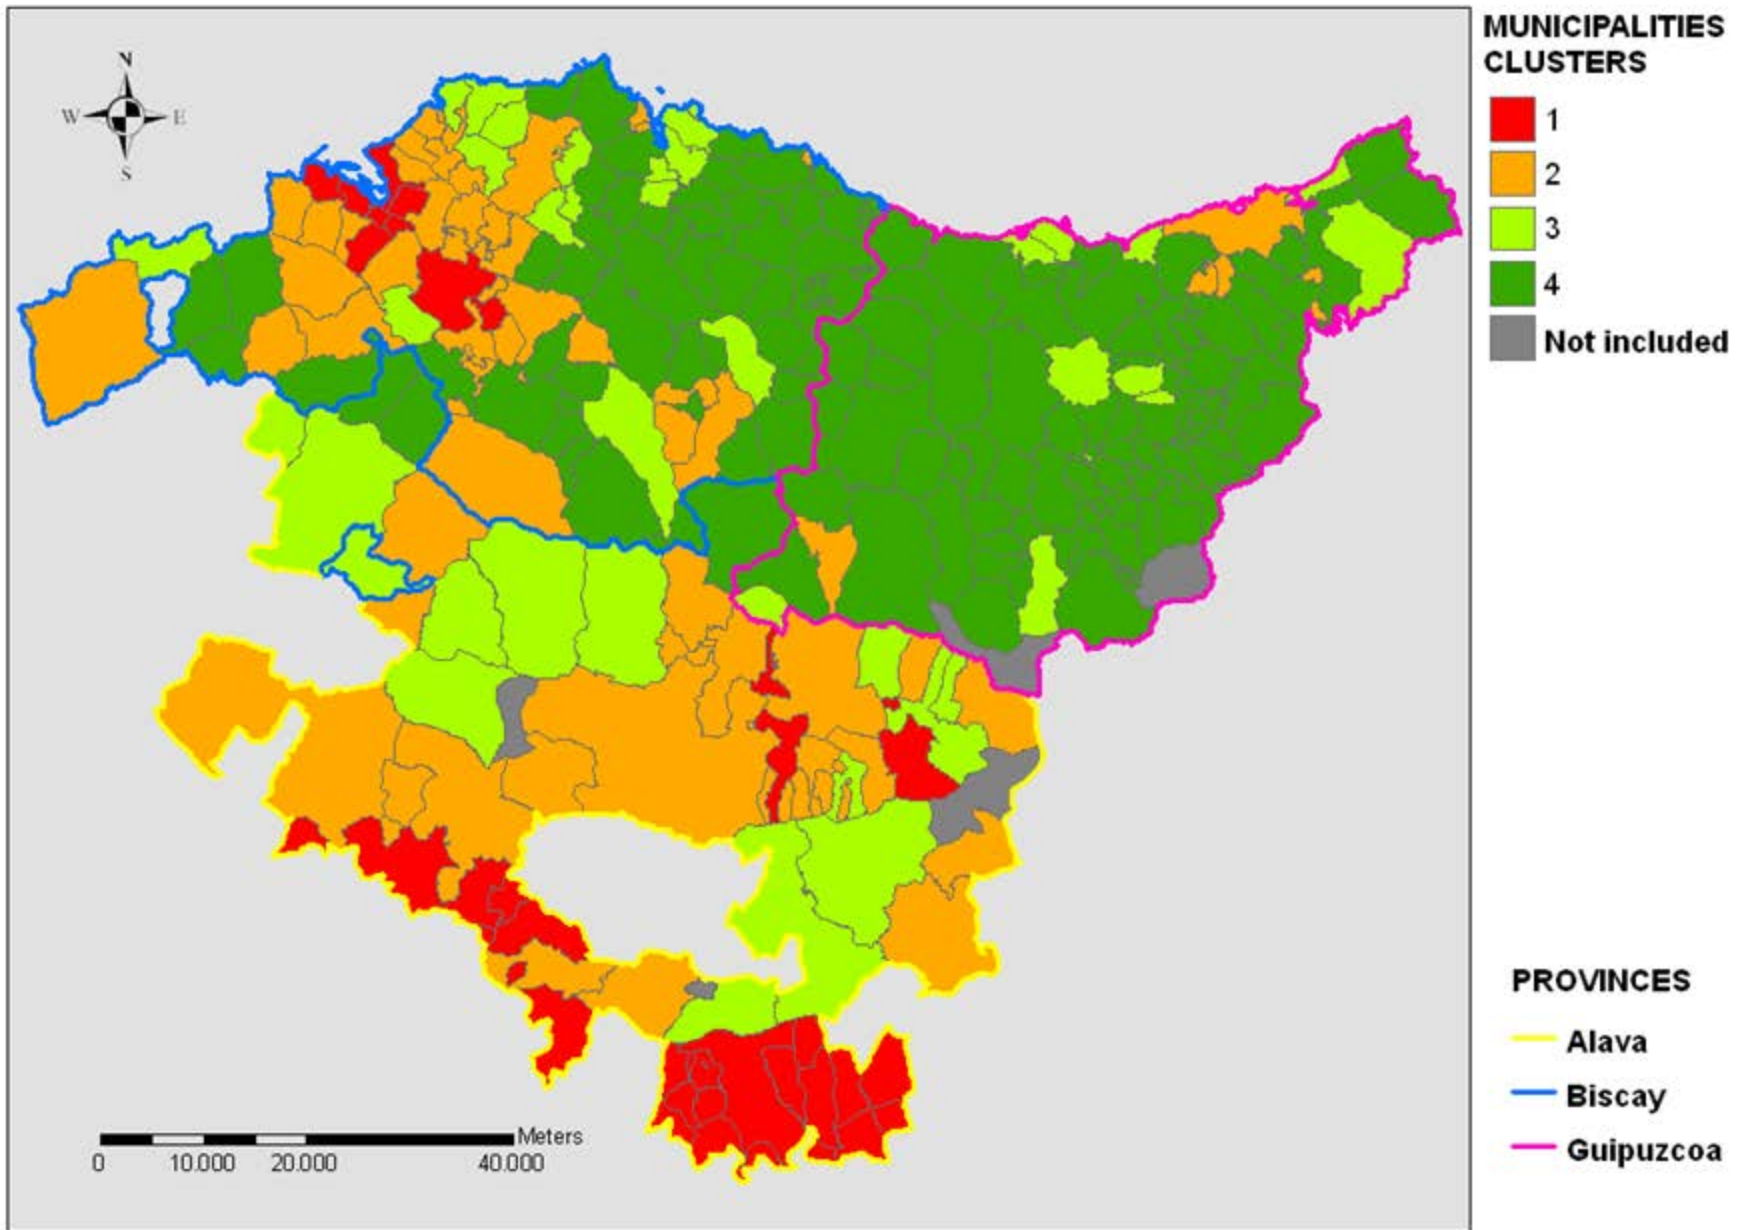 MUNICIPALITIES
CLUSTERS
1
2
3
4
Not included
N
W
E
S
PROVINCES
Alava
Biscay
Guipuzcoa
Meters
0
10.000
20.000
40.000